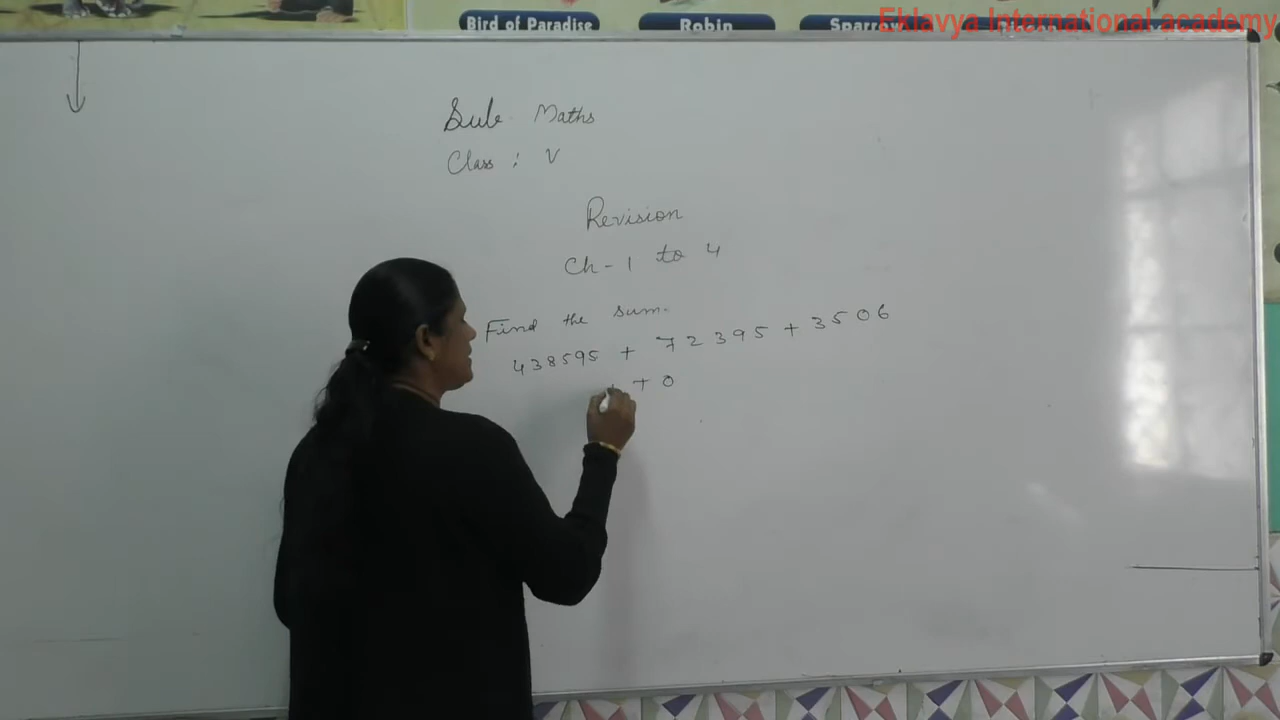 Eklavya International academy
Bird of Paradise Robin Sparrow
Sub. Maths
Class : V
Revision
Ch - 1 to 4
Find the sum.
438595 + 72395 + 3506
+ 0